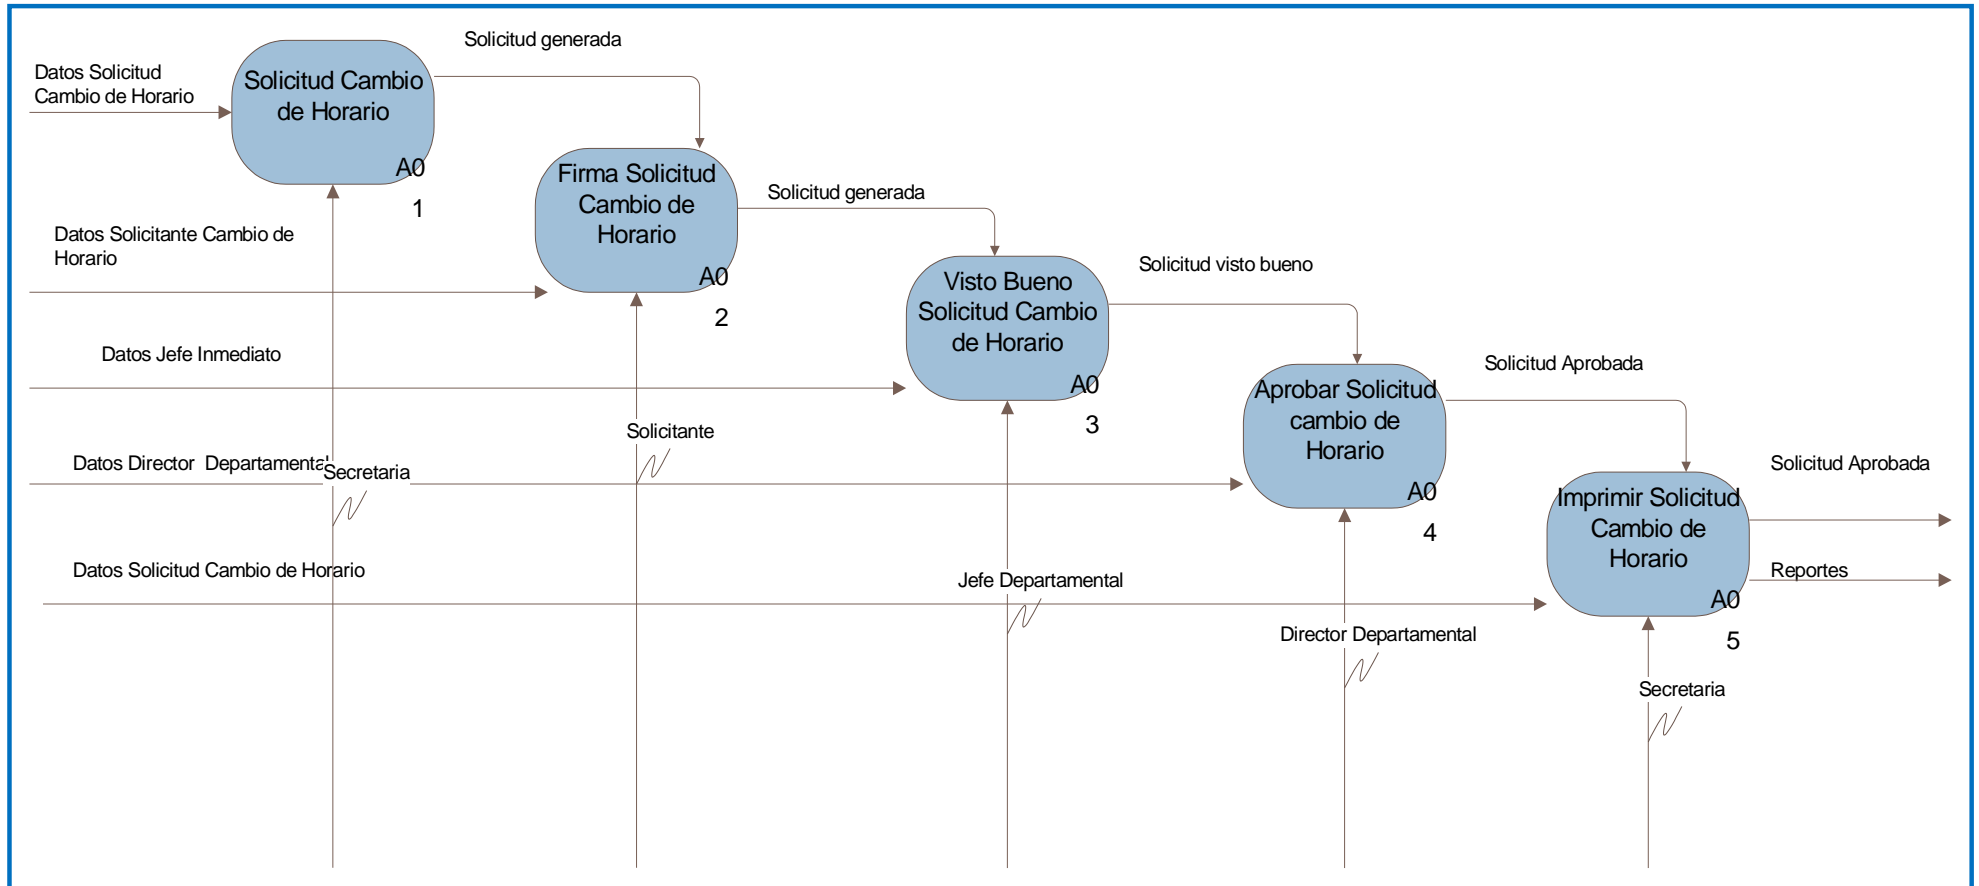 Solicitud generada
Datos Solicitud
Cambio de Horario
Solicitud Cambio
de Horario
A0
1
Firma Solicitud
Cambio de
Horario
A0
2
Solicitud generada
Datos Solicitante Cambio de
Horario
Visto Bueno
Solicitud Cambio
de Horario
A0
3
Solicitud visto bueno
Datos Jefe Inmediato
Aprobar Solicitud
cambio de
Horario
A0
4
Solicitud Aprobada
Solicitante
Datos Director  Departamental
Secretaria
Imprimir Solicitud
Cambio de
Horario
A0
5
Solicitud Aprobada
Reportes
Datos Solicitud Cambio de Horario
Jefe Departamental
Director Departamental
Secretaria